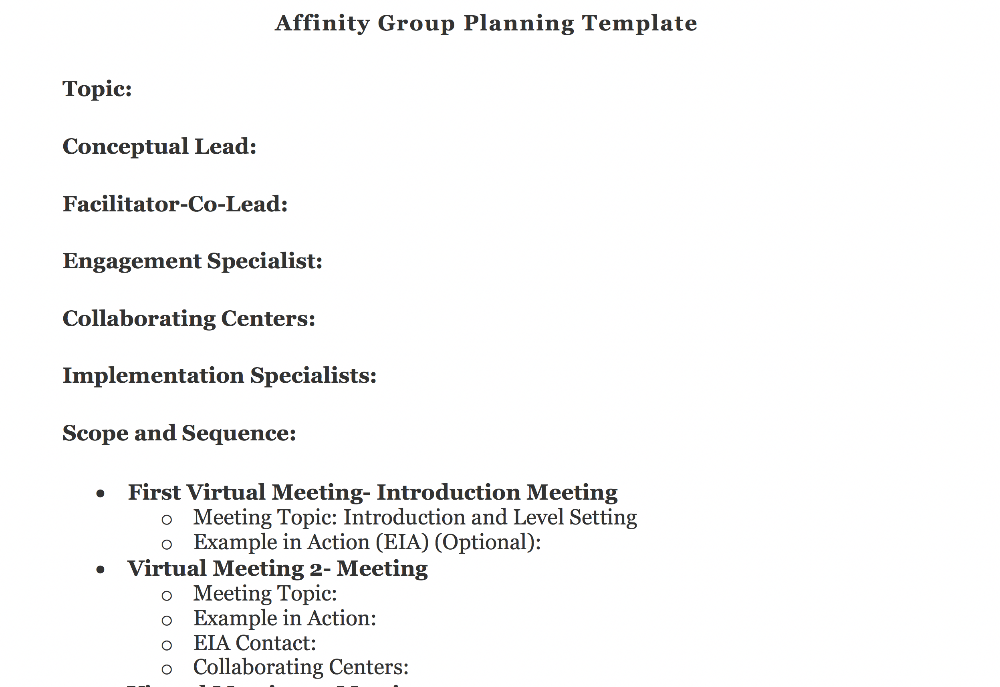 Affinity Group Planning Template
Topic:
Conceptual Lead:
Facilitator-Co-Lead:
Engagement Specialist:
Collaborating Centers:
Implementation Specialists:
Scope and Sequence:
• First Virtual Meeting- Introduction Meeting
o Meeting Topic: Introduction and Level Setting
o Example in Action (EIA) (Optional):
• Virtual Meeting 2- Meeting
o Meeting Topic:
o Example in Action:
o EIA Contact:
o Collaborating Centers: